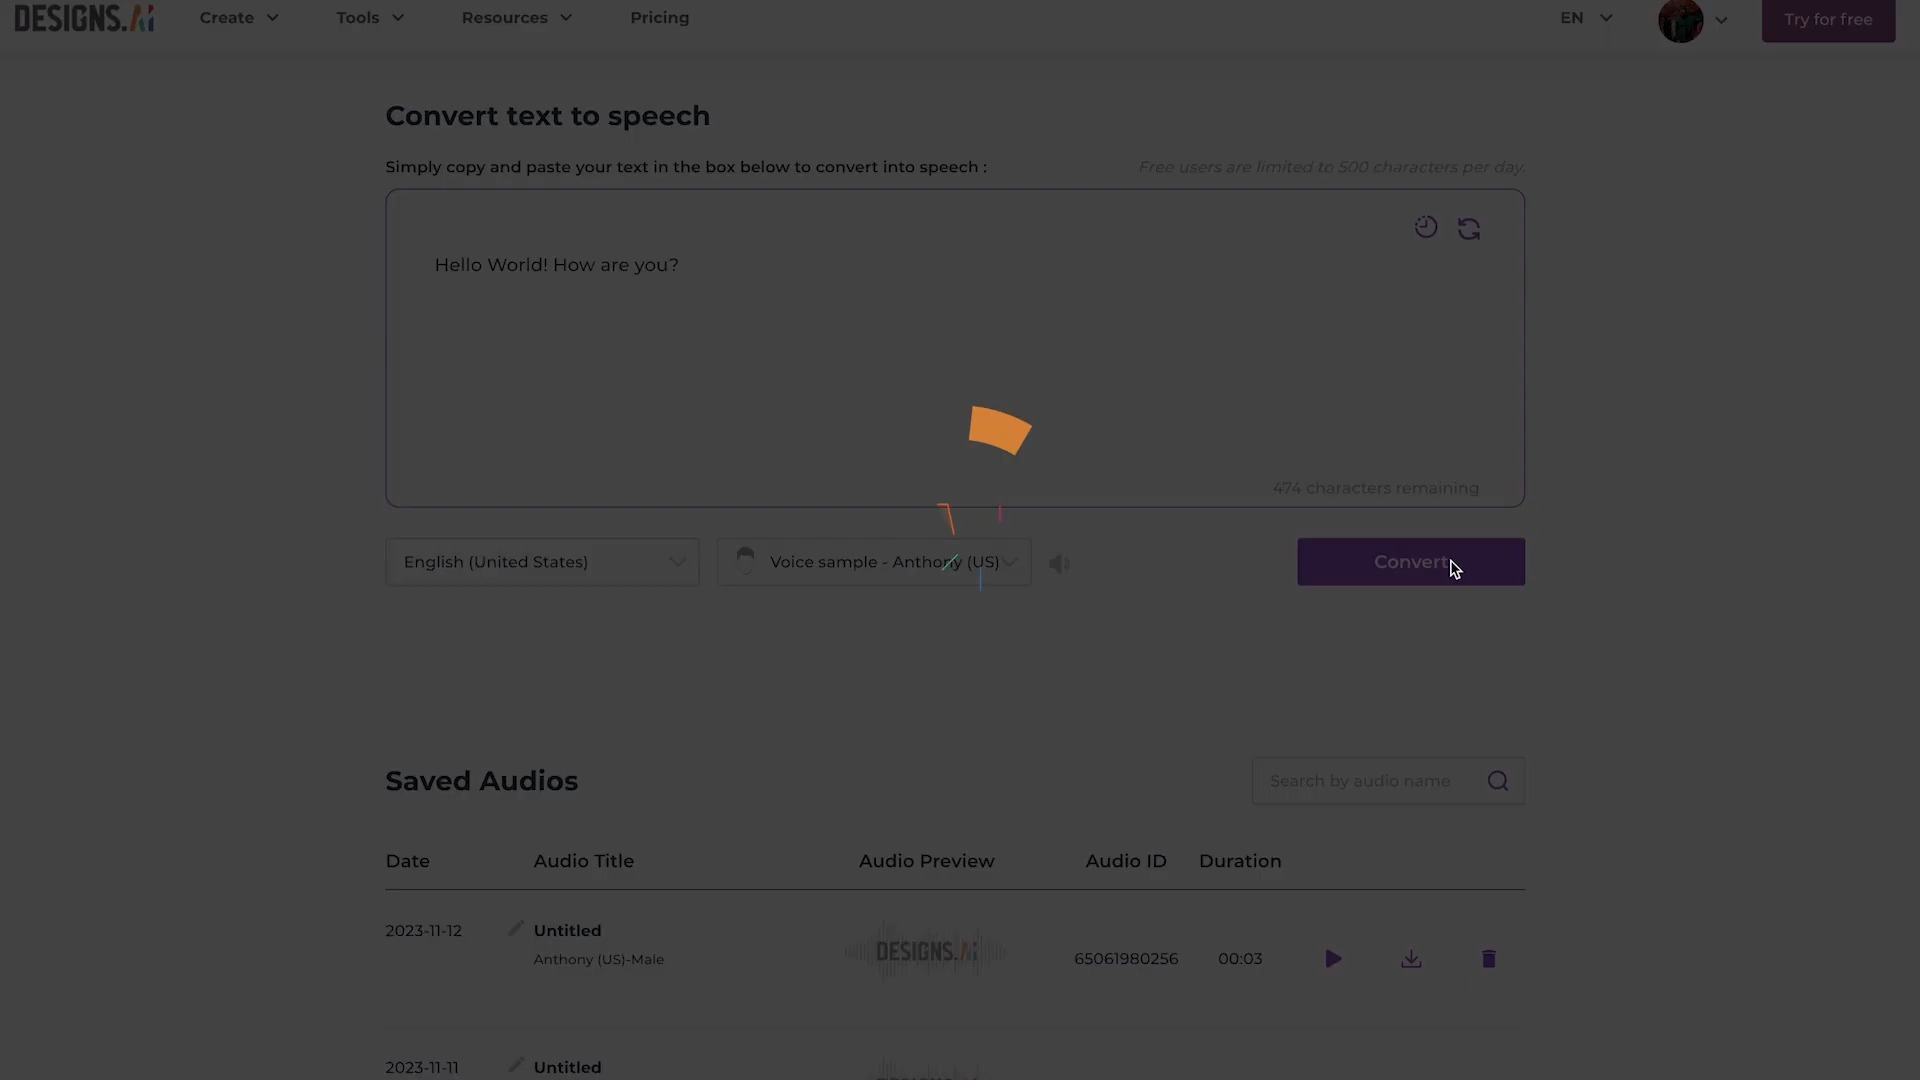 DESIGNS.Ai Create Tools Resources Pricing EN Try for free
Convert text to speech
Simply copy and paste your text in the box below to convert into speech : Free users are limited to 500 characters per day.
Hello World! How are you?
474 characters remaining
English (United States) Voice sample - Anthony (US) Convert
Saved Audios Search by audio name
Date Audio Title Audio Preview Audio ID Duration
2023-11-12 Untitled
Anthony (US)-Male DESIGNS.Ai 65061980256 00:03
2023-11-11 Untitled